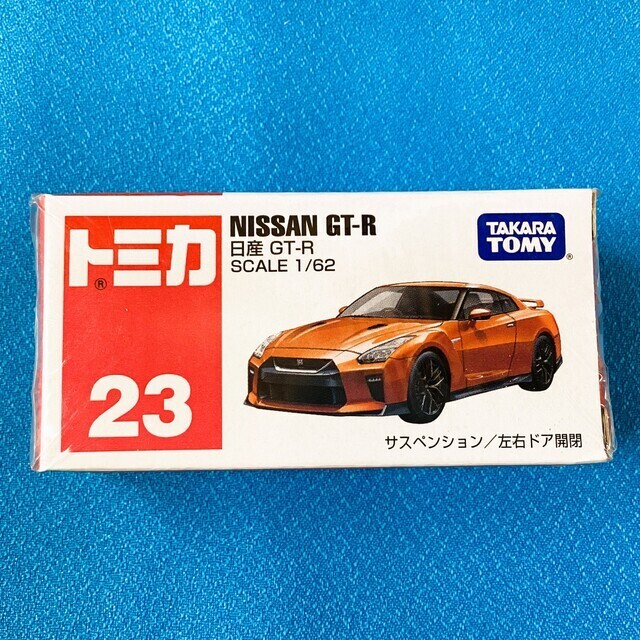 トミカ
®
23
NISSAN GT-R
日産 GT-R
SCALE 1/62
TAKARA
TOMY
®
サスペンション/左右ドア開閉